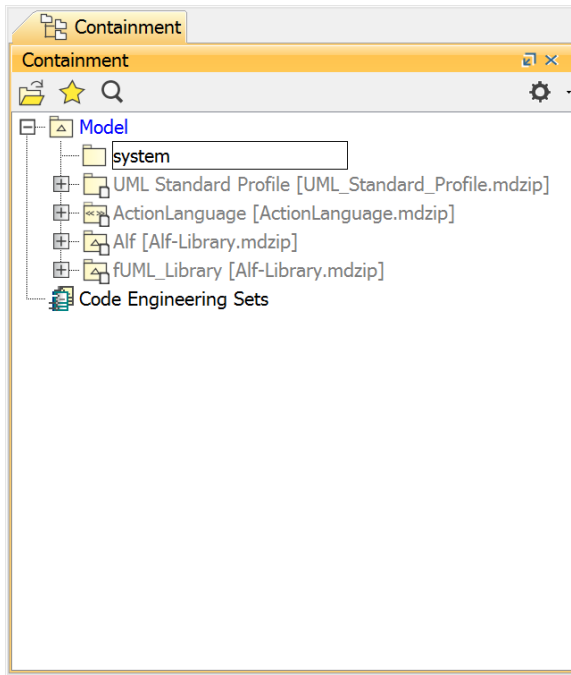 Containment
Containment
Model
system
UML Standard Profile [UML_Standard_Profile.mdzip]
«»
ActionLanguage [ActionLanguage.mdzip]
Alf [Alf-Library.mdzip]
fUML_Library [Alf-Library.mdzip]
Code Engineering Sets